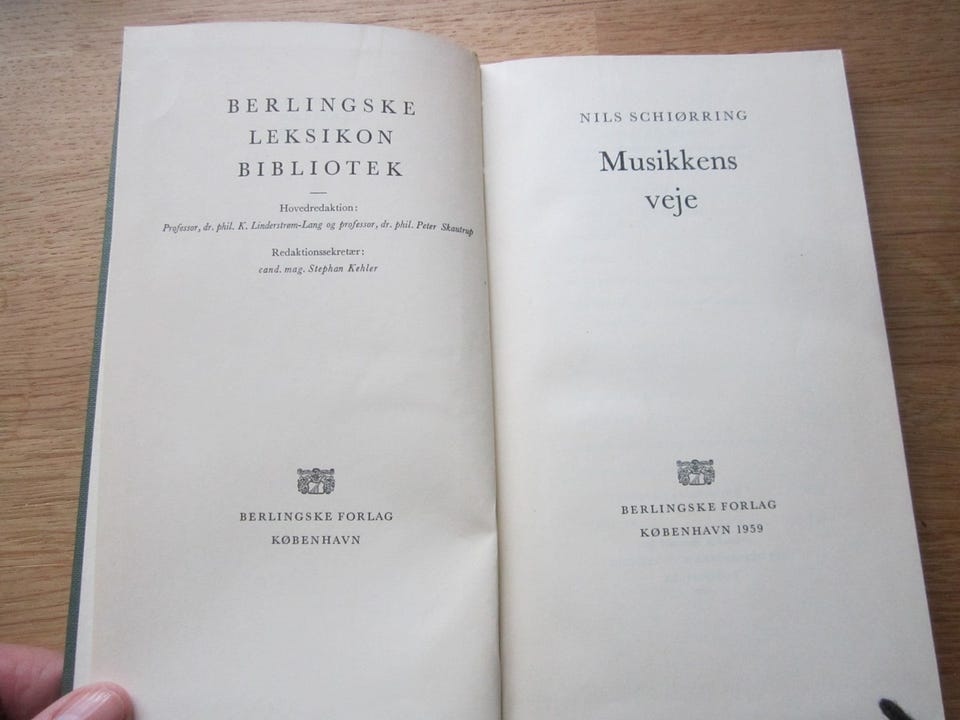 BERLINGSKE
LEKSIKON
BIBLIOTEK
Hovedredaktion:
Professor, dr. phil. K. Linderstrøm-Lang og professor, dr. phil. Peter Skautrup
Redaktionssekretær:
cand. mag. Stephan Kehler
BERLINGSKE FORLAG
KØBENHAVN
NILS SCHIØRRING
Musikkens
veje
BERLINGSKE FORLAG
KØBENHAVN 1959